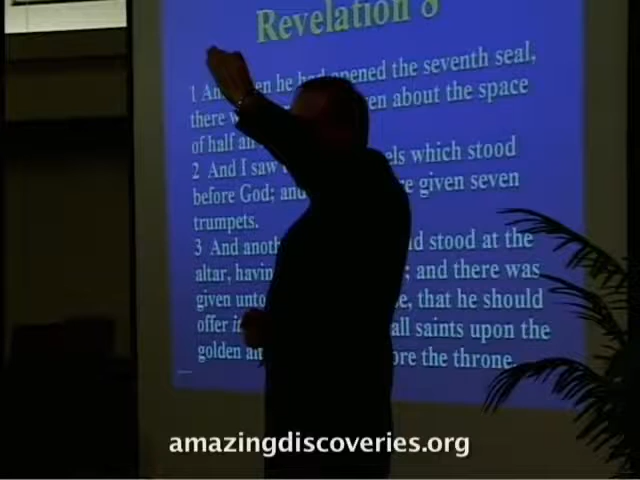 Revelation 8
1 And when he had opened the seventh seal,
there w en about the space
of half an
2 And I saw els which stood
before God; and e given seven
trumpets.
3 And anoth d stood at the
altar, havin ; and there was
given unto e, that he should
offer it all saints upon the
golden alt ore the throne.
amazingdiscoveries.org